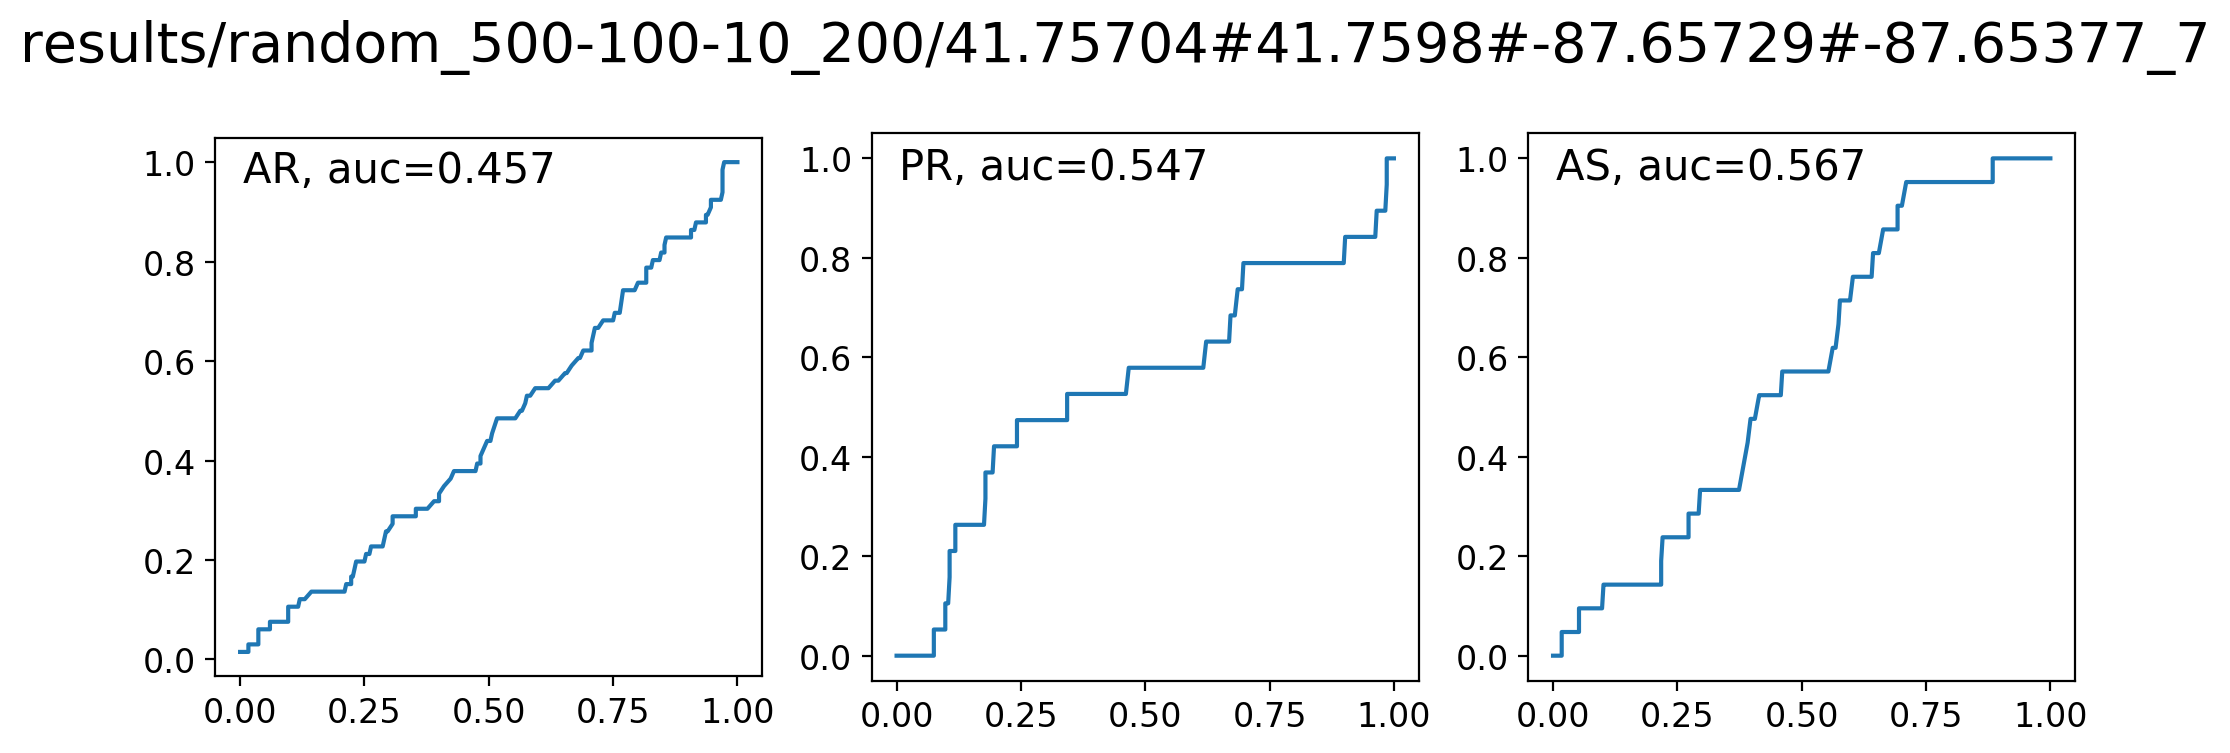 results/random_500-100-10_200/41.75704#41.7598#-87.65729#-87.65377_7
AR, auc=0.457
1.0
0.8
0.6
0.4
0.2
0.0
0.00 0.25 0.50 0.75 1.00
PR, auc=0.547
1.0
0.8
0.6
0.4
0.2
0.0
0.00 0.25 0.50 0.75 1.00
AS, auc=0.567
1.0
0.8
0.6
0.4
0.2
0.0
0.00 0.25 0.50 0.75 1.00